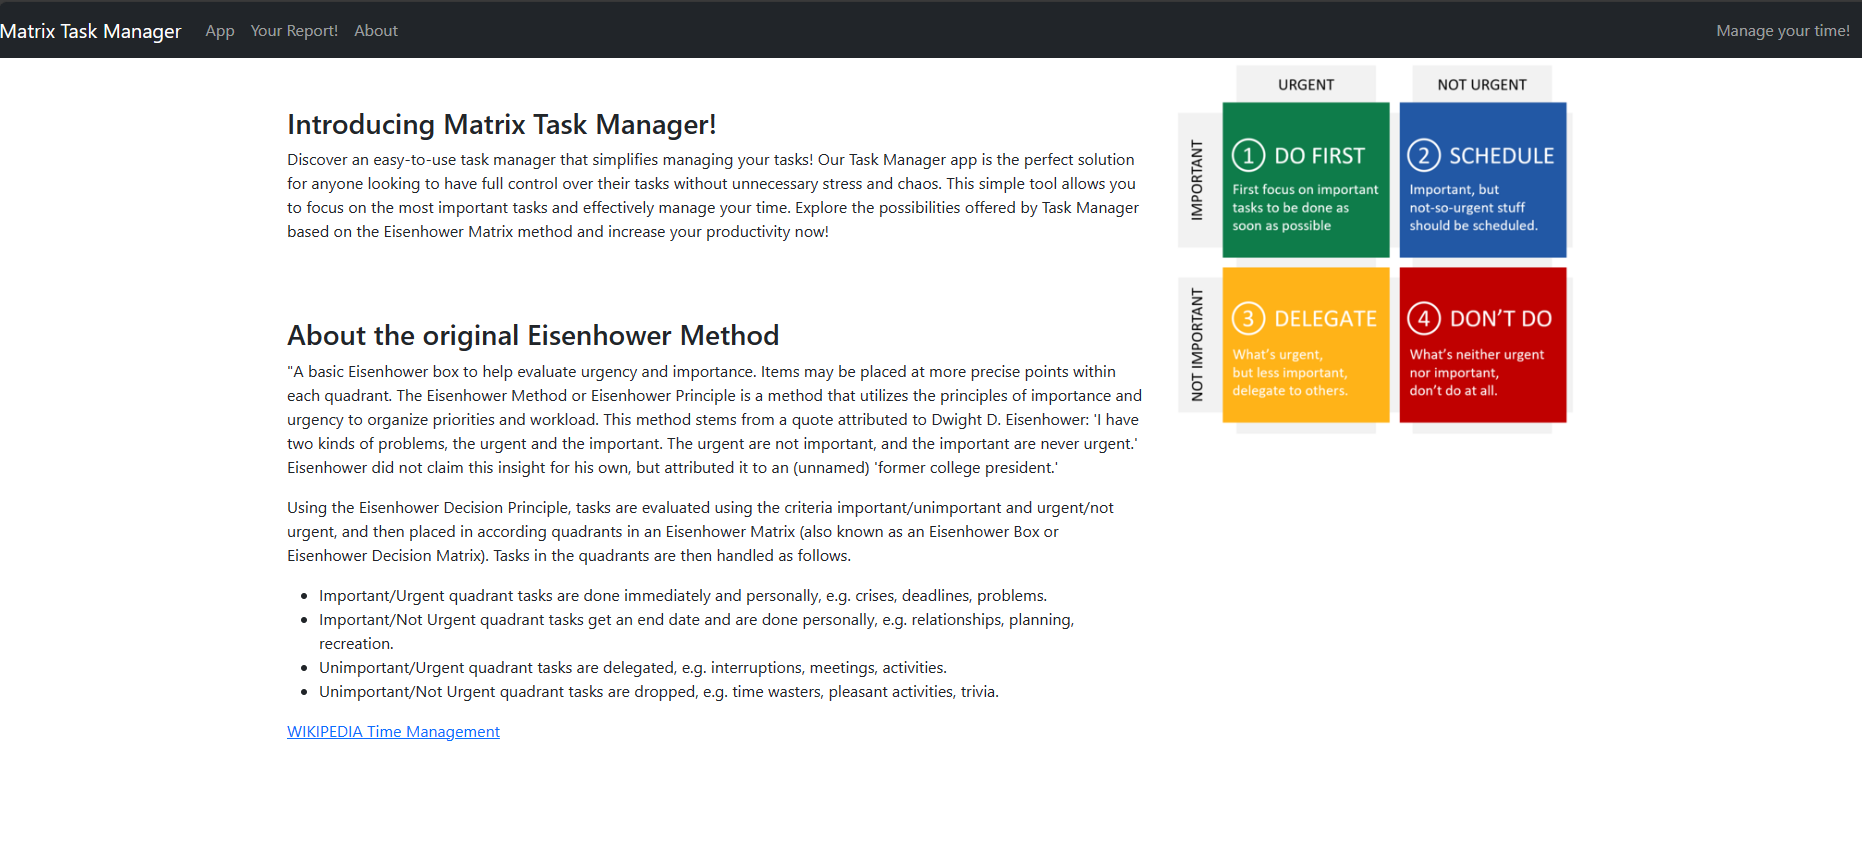 Matrix Task Manager App Your Report! About Manage your time!
Introducing Matrix Task Manager!
Discover an easy-to-use task manager that simplifies managing your tasks! Our Task Manager app is the perfect solution
for anyone looking to have full control over their tasks without unnecessary stress and chaos. This simple tool allows you
to focus on the most important tasks and effectively manage your time. Explore the possibilities offered by Task Manager
based on the Eisenhower Matrix method and increase your productivity now!
About the original Eisenhower Method
"A basic Eisenhower box to help evaluate urgency and importance. Items may be placed at more precise points within
each quadrant. The Eisenhower Method or Eisenhower Principle is a method that utilizes the principles of importance and
urgency to organize priorities and workload. This method stems from a quote attributed to Dwight D. Eisenhower: 'I have
two kinds of problems, the urgent and the important. The urgent are not important, and the important are never urgent.'
Eisenhower did not claim this insight for his own, but attributed it to an (unnamed) 'former college president.'
Using the Eisenhower Decision Principle, tasks are evaluated using the criteria important/unimportant and urgent/not
urgent, and then placed in according quadrants in an Eisenhower Matrix (also known as an Eisenhower Box or
Eisenhower Decision Matrix). Tasks in the quadrants are then handled as follows.
• Important/Urgent quadrant tasks are done immediately and personally, e.g. crises, deadlines, problems.
• Important/Not Urgent quadrant tasks get an end date and are done personally, e.g. relationships, planning,
recreation.
• Unimportant/Urgent quadrant tasks are delegated, e.g. interruptions, meetings, activities.
• Unimportant/Not Urgent quadrant tasks are dropped, e.g. time wasters, pleasant activities, trivia.
WIKIPEDIA Time Management
URGENT
NOT URGENT
IMPORTANT
1 DO FIRST
First focus on important
tasks to be done as
soon as possible
2 SCHEDULE
Important, but
not-so-urgent stuff
should be scheduled.
NOT IMPORTANT
3 DELEGATE
What's urgent,
but less important,
delegate to others.
4 DON'T DO
What's neither urgent
nor important,
don't do at all.